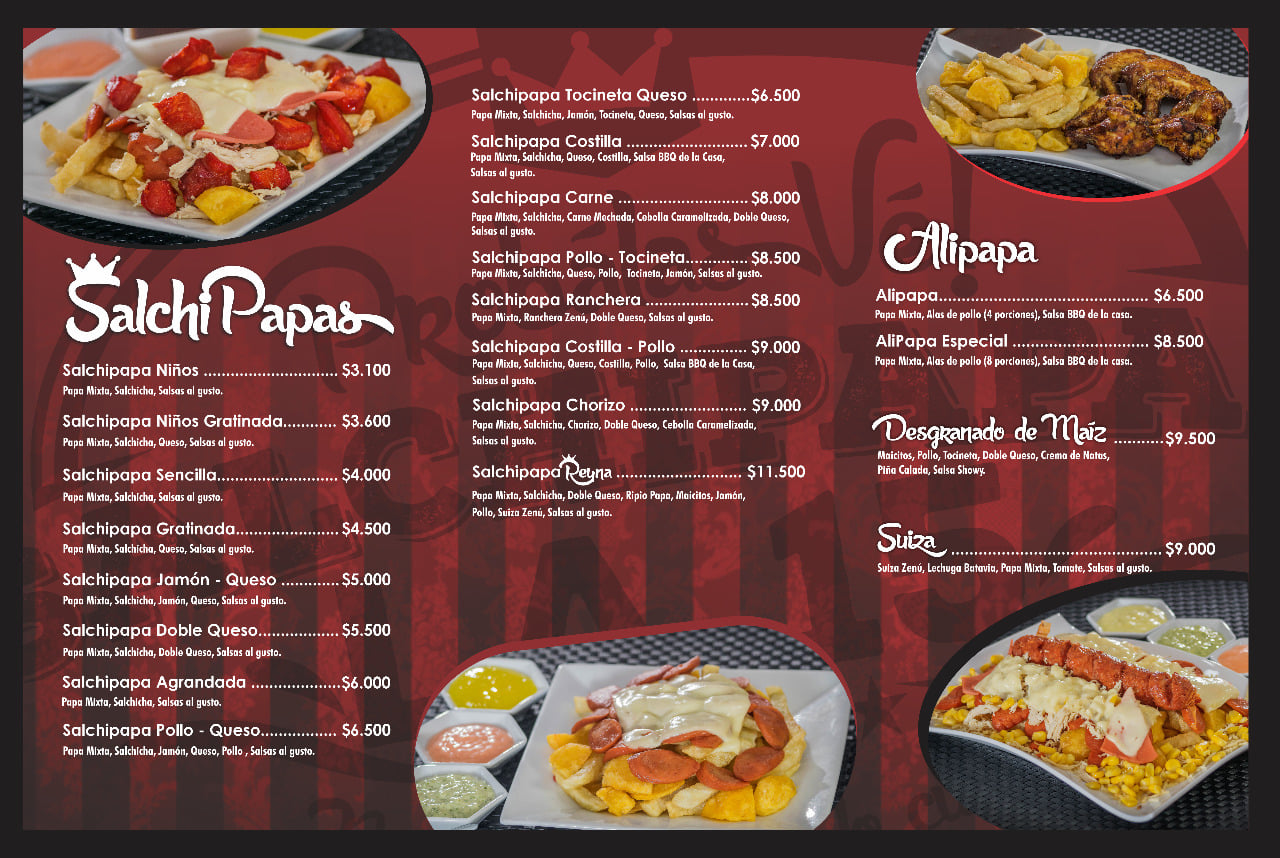 SalchiPapas
Salchipapa Niños ............................. $3.100
Papa Mixta, Salchicha, Salsas al gusto.
Salchipapa Niños Gratinada............ $3.600
Papa Mixta, Salchicha, Queso, Salsas al gusto.
Salchipapa Sencilla.......................... $4.000
Papa Mixta, Salchicha, Salsas al gusto.
Salchipapa Gratinada...................... $4.500
Papa Mixta, Salchicha, Queso, Salsas al gusto.
Salchipapa Jamón - Queso ............. $5.000
Papa Mixta, Salchicha, Jamón, Queso, Salsas al gusto.
Salchipapa Doble Queso.................. $5.500
Papa Mixta, Salchicha, Doble Queso, Salsas al gusto.
Salchipapa Agrandada ....................$6.000
Papa Mixta, Salchicha, Salsas al gusto.
Salchipapa Pollo - Queso................. $6.500
Papa Mixta, Salchicha, Jamón, Queso, Pollo , Salsas al gusto.
Salchipapa Tocineta Queso .............$6.500
Papa Mixta, Salchicha, Jamón, Tocineta, Queso, Salsas al gusto.
Salchipapa Costilla .......................... $7.000
Papa Mixta, Salchicha, Queso, Costilla, Salsa BBQ de la Casa,
Salsas al gusto.
Salchipapa Carne ............................ $8.000
Papa Mixta, Salchicha, Carne Mechada, Cebolla Caramelizada, Doble Queso,
Salsas al gusto.
Salchipapa Pollo - Tocineta.............. $8.500
Papa Mixta, Salchicha, Queso, Pollo, Tocineta, Jamón, Salsas al gusto.
Salchipapa Ranchera ...................... $8.500
Papa Mixta, Ranchera Zenú, Doble Queso, Salsas al gusto.
Salchipapa Costilla - Pollo ............... $9.000
Papa Mixta, Salchicha, Queso, Costilla, Pollo, Salsa BBQ de la Casa,
Salsas al gusto.
Salchipapa Chorizo ......................... $9.000
Papa Mixta, Salchicha, Chorizo, Doble Queso, Cebolla Caramelizada,
Salsas al gusto.
Salchipapa Reyna ........................... $11.500
Papa Mixta, Salchicha, Doble Queso, Ripio Papa, Maicitos, Jamón,
Pollo, Suiza Zenú, Salsas al gusto.
Alipapa
Alipapa............................................. $6.500
Papa Mixta, Alas de pollo (4 porciones), Salsa BBQ de la casa.
AliPapa Especial .............................. $8.500
Papa Mixta, Alas de pollo (8 porciones), Salsa BBQ de la casa.
Desgranado de Maíz ...........$9.500
Maicitos, Pollo, Tocineta, Doble Queso, Crema de Natas,
Piña Calada, Salsa Showy.
Suiza ............................................. $9.000
Suiza Zenú, Lechuga Batavia, Papa Mixta, Tomate, Salsas al gusto.
Probálas Vé!
SALCHIPAPA